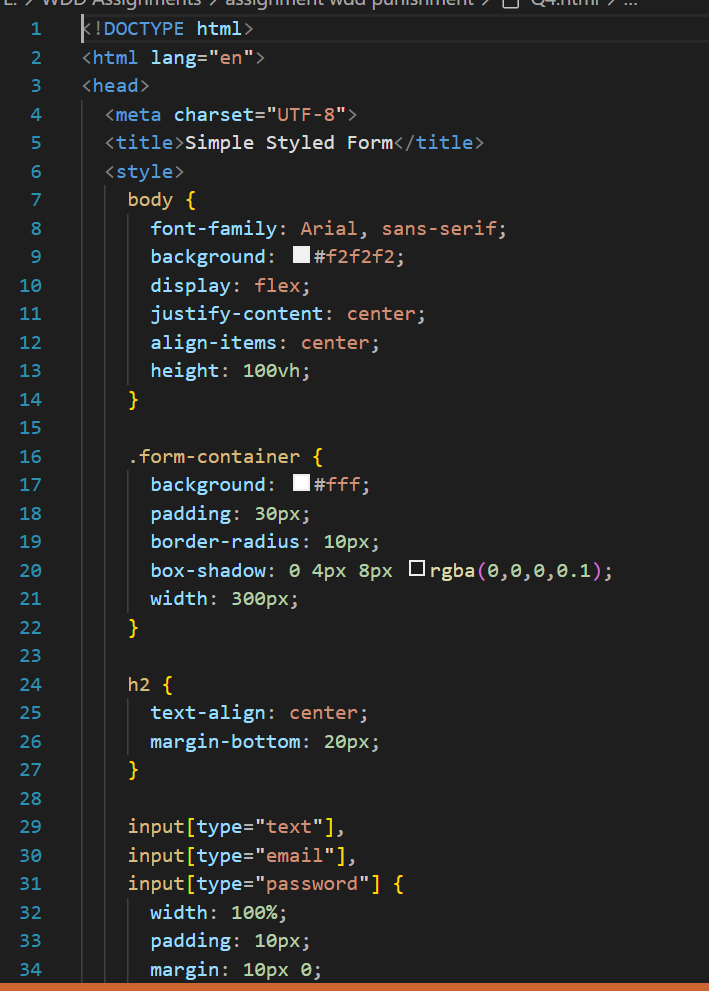 WDD Assignments > assignment wdd punishment > Q4.html > ...
1 <!DOCTYPE html>
2 <html lang="en">
3 <head>
4 <meta charset="UTF-8">
5 <title>Simple Styled Form</title>
6 <style>
7 body {
8 font-family: Arial, sans-serif;
9 background: #f2f2f2;
10 display: flex;
11 justify-content: center;
12 align-items: center;
13 height: 100vh;
14 }
15
16 .form-container {
17 background: #fff;
18 padding: 30px;
19 border-radius: 10px;
20 box-shadow: 0 4px 8px rgba(0,0,0,0.1);
21 width: 300px;
22 }
23
24 h2 {
25 text-align: center;
26 margin-bottom: 20px;
27 }
28
29 input[type="text"],
30 input[type="email"],
31 input[type="password"] {
32 width: 100%;
33 padding: 10px;
34 margin: 10px 0;